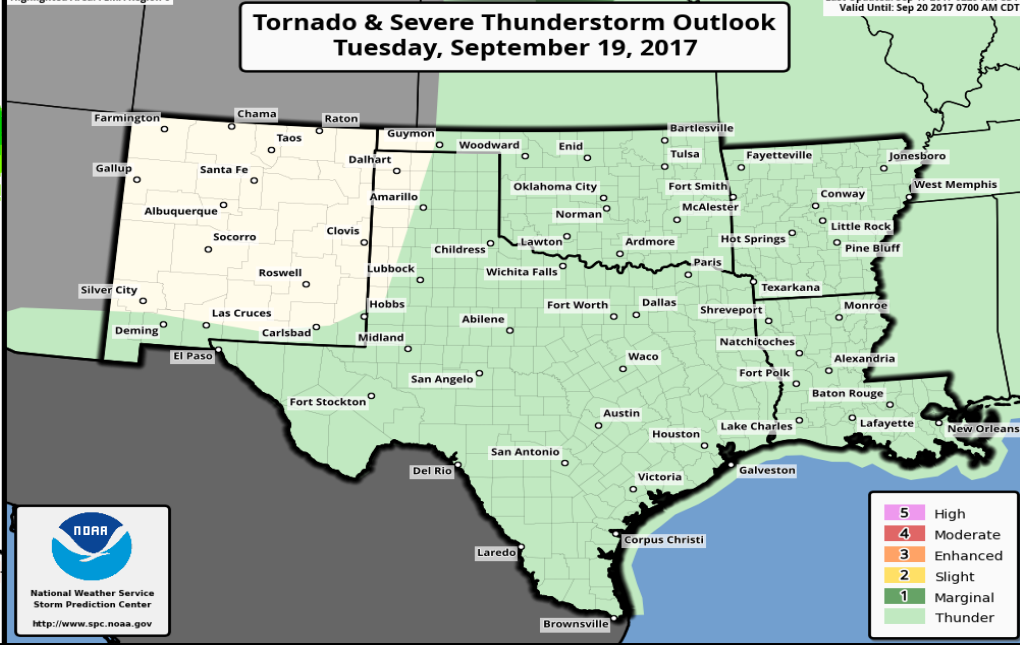 Tornado & Severe Thunderstorm Outlook
Tuesday, September 19, 2017
Valid Until: Sep 20 2017 0700 AM CDT
Farmington
Chama
Raton
Taos
Guymon
Woodward
Enid
Bartlesville
Tulsa
Fayetteville
Jonesboro
Gallup
Santa Fe
Dalhart
Amarillo
Oklahoma City
Fort Smith
West Memphis
Conway
Albuquerque
Norman
McAlester
Little Rock
Socorro
Clovis
Childress
Lawton
Ardmore
Hot Springs
Pine Bluff
Roswell
Lubbock
Wichita Falls
Paris
Texarkana
Silver City
Las Cruces
Hobbs
Fort Worth
Dallas
Shreveport
Monroe
Deming
Carlsbad
Midland
Abilene
Natchitoches
El Paso
San Angelo
Waco
Fort Polk
Alexandria
Fort Stockton
Baton Rouge
Austin
Lake Charles
Lafayette
New Orleans
Houston
San Antonio
Del Rio
Galveston
Victoria
Corpus Christi
Laredo
Brownsville
NOAA
National Weather Service
Storm Prediction Center
http://www.spc.noaa.gov
5 High
4 Moderate
3 Enhanced
2 Slight
1 Marginal
Thunder